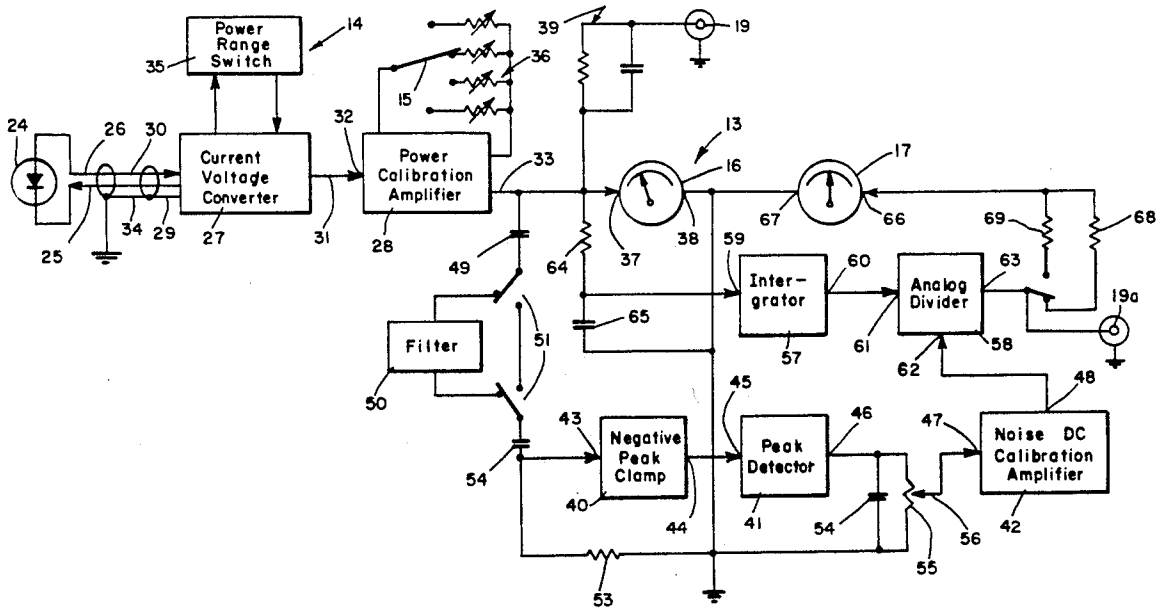 Power
Range
Switch
35
14
39
19
36
15
24
26
30
Current
Voltage
Converter
27
25
34
29
31
32
Power
Calibration
Amplifier
28
33
13
16
17
37
38
67
66
69
68
49
64
59
Inter-
grator
57
60
Analog
Divider
58
63
61
62
19a
65
51
Filter
50
54
43
Negative
Peak
Clamp
40
44
45
Peak
Detector
41
46
47
48
Noise DC
Calibration
Amplifier
42
54
55
56
53